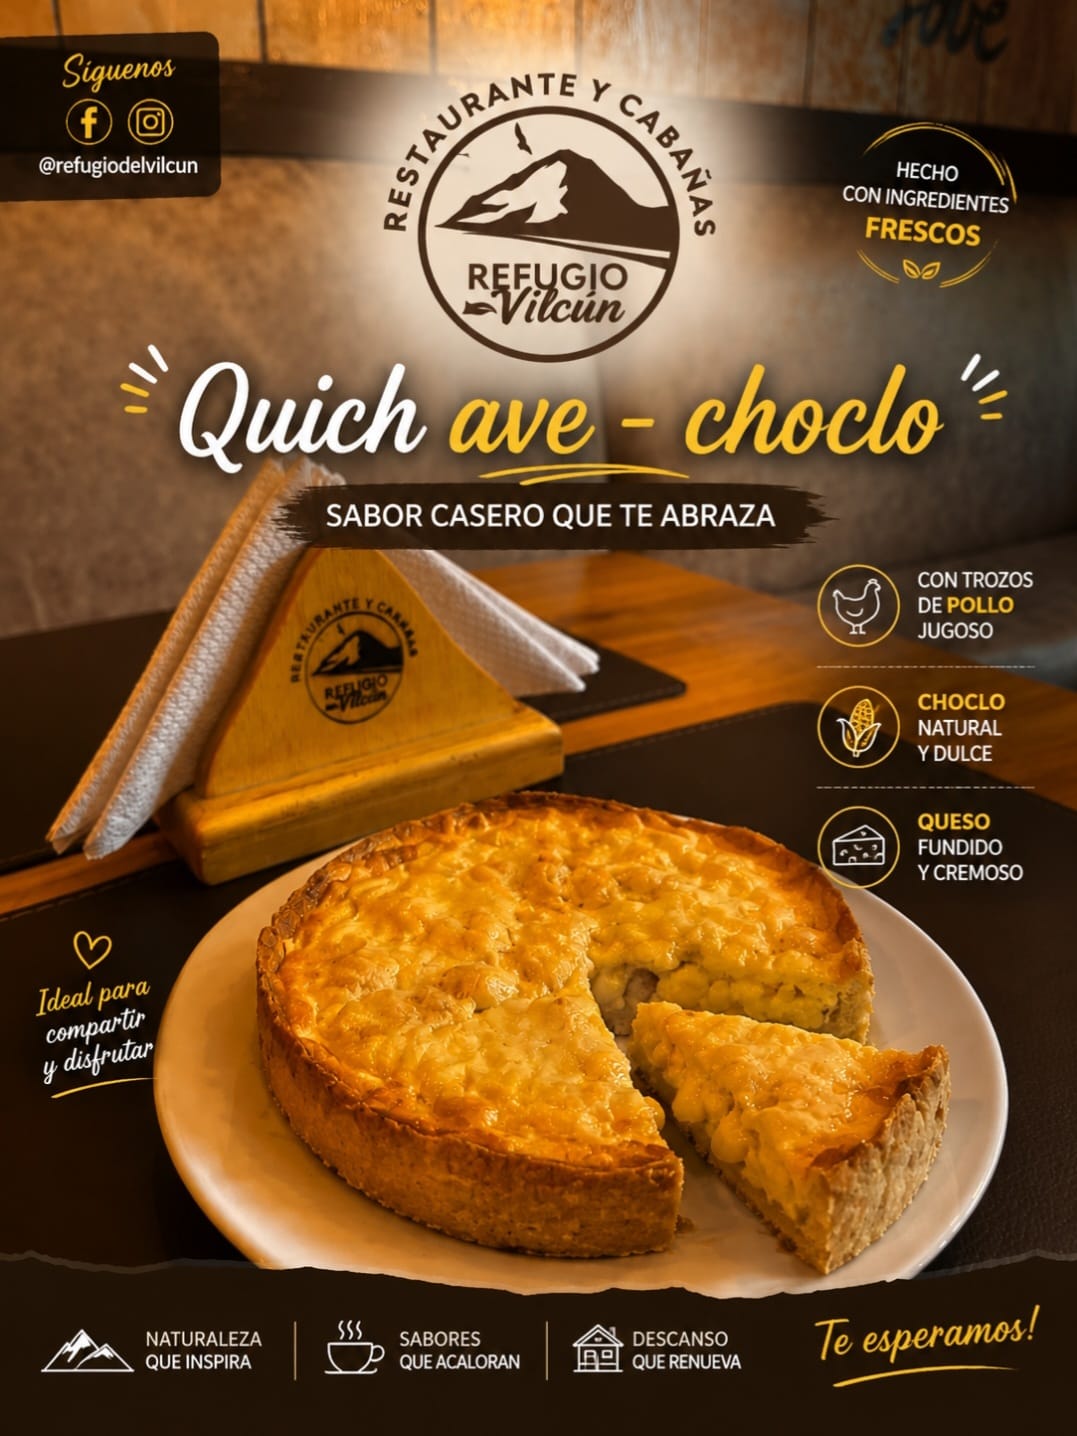 Síguenos
@refugiodelvilcun
RESTAURANTE Y CABAÑAS
REFUGIO
Vilcún
HECHO
CON INGREDIENTES
FRESCOS
Quich ave - choclo
SABOR CASERO QUE TE ABRAZA
RESTAURANTE Y CABAÑAS
REFUGIO
Vilcún
CON TROZOS
DE POLLO
JUGOSO
CHOCLO
NATURAL
Y DULCE
QUESO
FUNDIDO
Y CREMOSO
Ideal para
compartir
y disfrutar
NATURALEZA
QUE INSPIRA
SABORES
QUE ACALORAN
DESCANSO
QUE RENUEVA
Te esperamos!